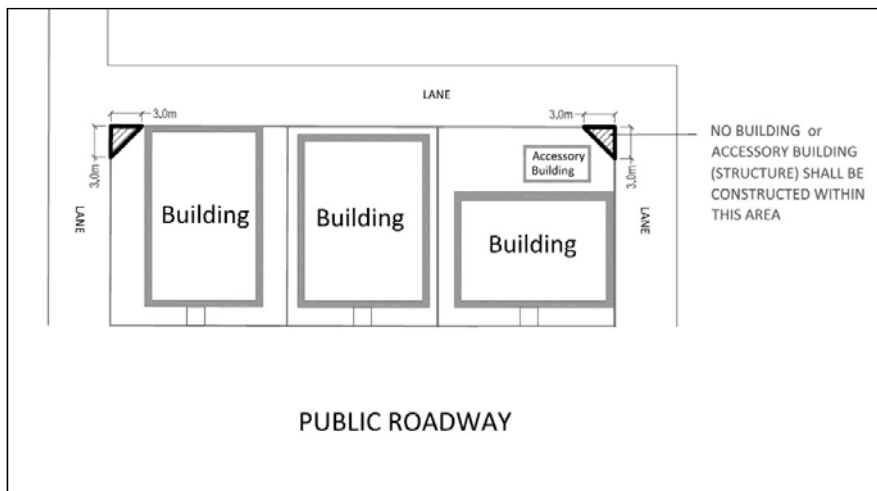 LANE
3.0m
3.0m
NO BUILDING or
ACCESSORY BUILDING
(STRUCTURE) SHALL BE
CONSTRUCTED WITHIN
THIS AREA
3.0m
3.0m
Accessory
Building
LANE
Building
Building
Building
LANE
PUBLIC ROADWAY